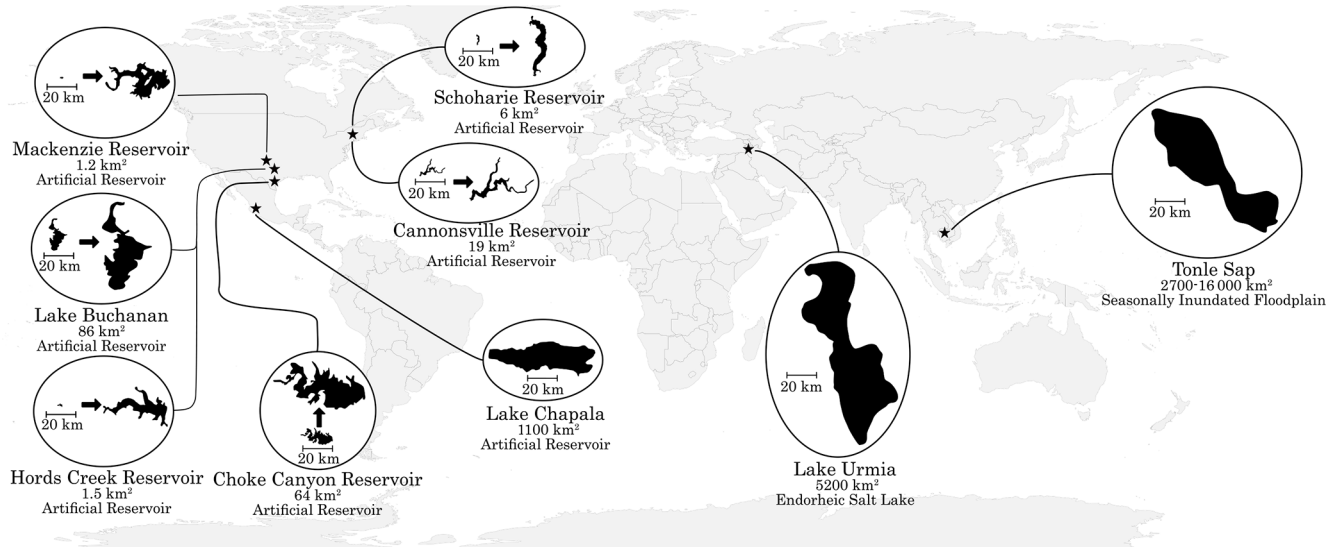 20 km
Schoharie Reservoir
6 km²
Artificial Reservoir
20 km
Mackenzie Reservoir
1.2 km²
Artificial Reservoir
20 km
Cannonsville Reservoir
19 km²
Artificial Reservoir
20 km
Lake Buchanan
86 km²
Artificial Reservoir
20 km
Tonle Sap
2700-16 000 km²
Seasonally Inundated Floodplain
20 km
Hords Creek Reservoir
1.5 km²
Artificial Reservoir
20 km
Choke Canyon Reservoir
64 km²
Artificial Reservoir
20 km
Lake Chapala
1100 km²
Artificial Reservoir
20 km
Lake Urmia
5200 km²
Endorheic Salt Lake